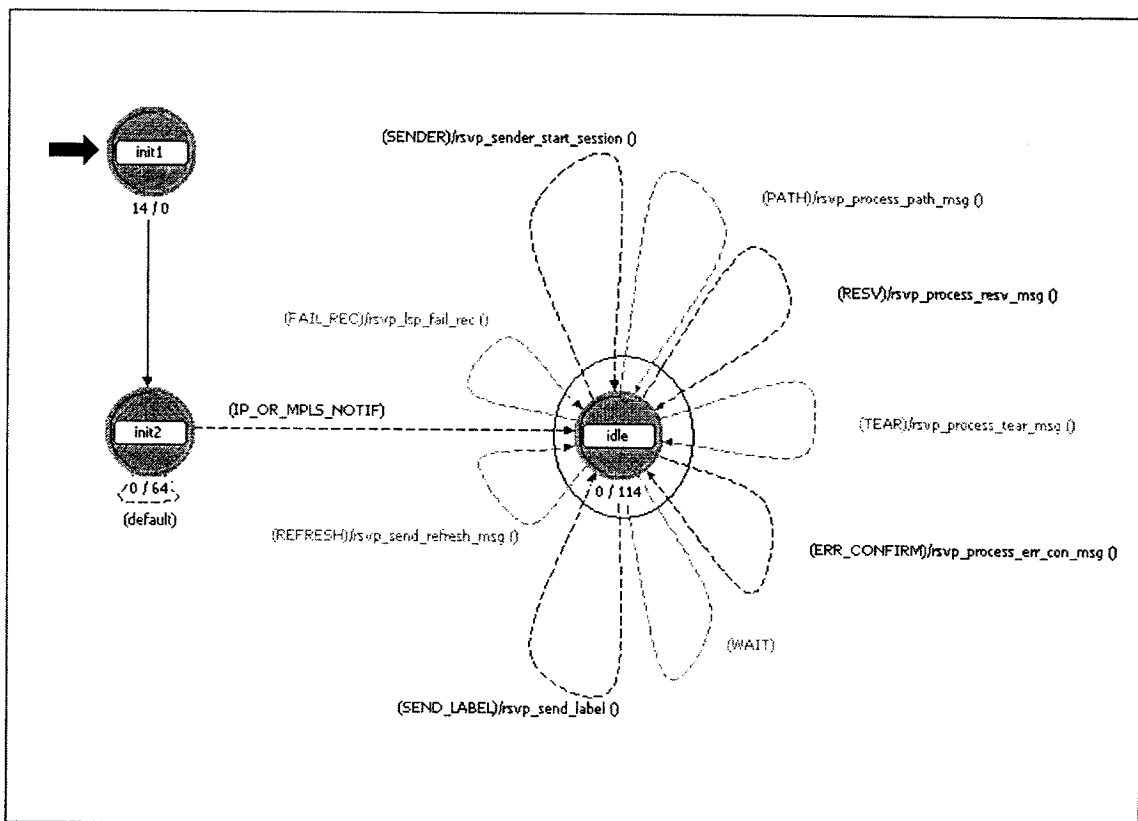 (SENDER)/rsvp_sender_start_session ()
init1
(PATH)/rsvp_process_path_msg ()
14 / 0
(RESV)/rsvp_process_resv_msg ()
(FAIL_REC)/rsvp_lsp_fail_rec ()
(IP_OR_MPLS_NOTIF)
init2
idle
(TEAR)/rsvp_process_tear_msg ()
0 / 64
0 / 114
(default)
(REFRESH)/rsvp_send_refresh_msg ()
(ERR_CONFIRM)/rsvp_process_err_con_msg ()
(WAIT)
(SEND_LABEL)/rsvp_send_label ()